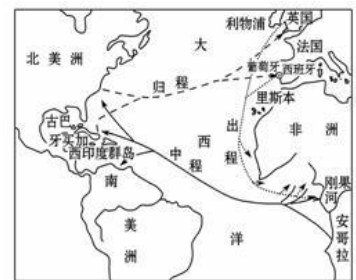 利物浦
英国
北美洲
大
法国
葡萄牙
西班牙
归程
里斯本
古巴
牙买加
西印度群岛
西
出程
非洲
中程
南
美
洲
洋
刚果河
安哥拉